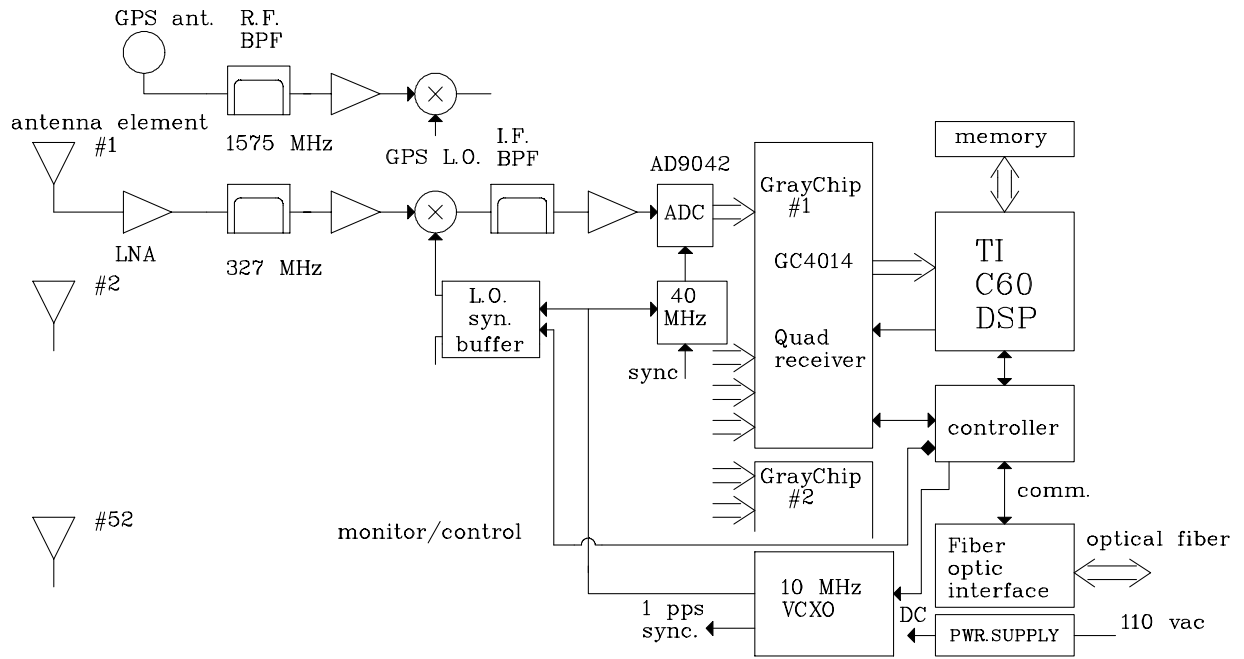 GPS ant.
R.F.
BPF
antenna element
#1
1575 MHz
GPS L.O.
I.F.
BPF
LNA
327 MHz
AD9042
ADC
GrayChip
#1
GC4014
Quad
receiver
memory
TI
C60
DSP
#2
L.O.
syn.
buffer
40
MHz
sync
controller
GrayChip
#2
comm.
#52
monitor/control
Fiber
optic
interface
optical fiber
10 MHz
VCXO
1 pps
sync.
DC
PWR.SUPPLY
110 vac